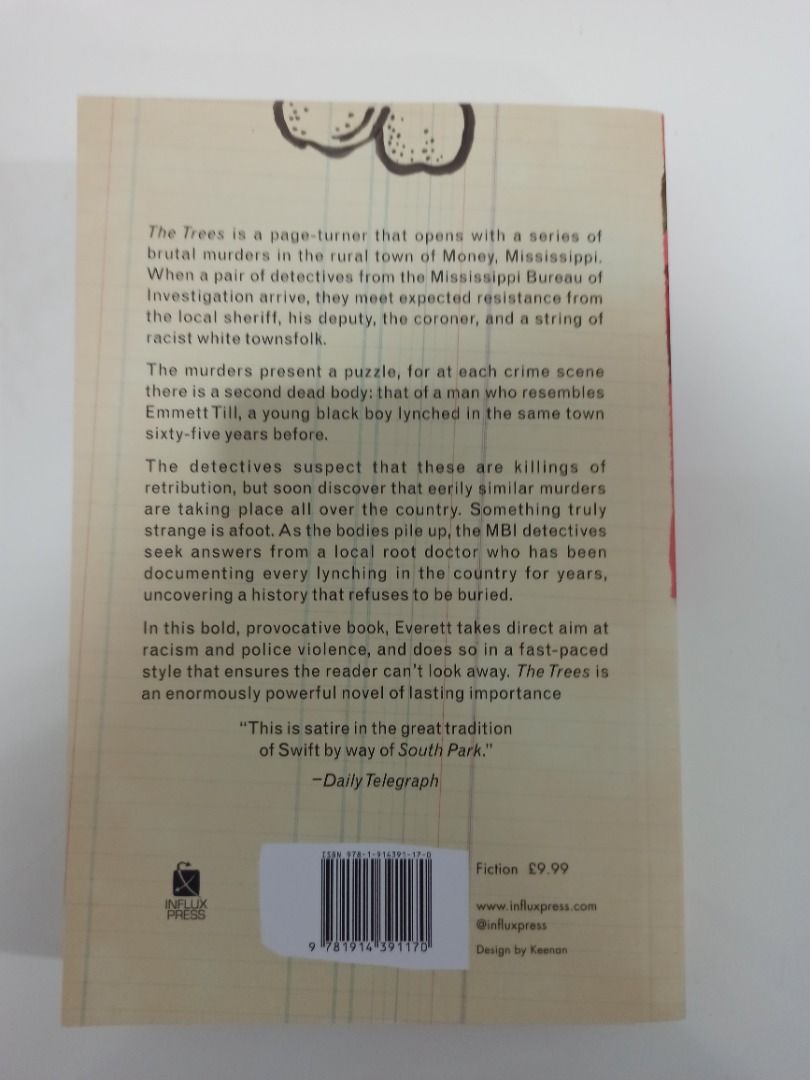 The Trees is a page-turner that opens with a series of
brutal murders in the rural town of Money, Mississippi.
When a pair of detectives from the Mississippi Bureau of
Investigation arrive, they meet expected resistance from
the local sheriff, his deputy, the coroner, and a string of
racist white townsfolk.
The murders present a puzzle, for at each crime scene
there is a second dead body: that of a man who resembles
Emmett Till, a young black boy lynched in the same town
sixty-five years before.
The detectives suspect that these are killings of
retribution, but soon discover that eerily similar murders
are taking place all over the country. Something truly
strange is afoot. As the bodies pile up, the MBI detectives
seek answers from a local root doctor who has been
documenting every lynching in the country for years,
uncovering a history that refuses to be buried.
In this bold, provocative book, Everett takes direct aim at
racism and police violence, and does so in a fast-paced
style that ensures the reader can't look away. The Trees is
an enormously powerful novel of lasting importance
"This is satire in the great tradition
of Swift by way of South Park."
–Daily Telegraph
INFLUX
PRESS
ISBN 978-1-914391-17-0
9 781914 391170
Fiction £9.99
www.influxpress.com
@influxpress
Design by Keenan